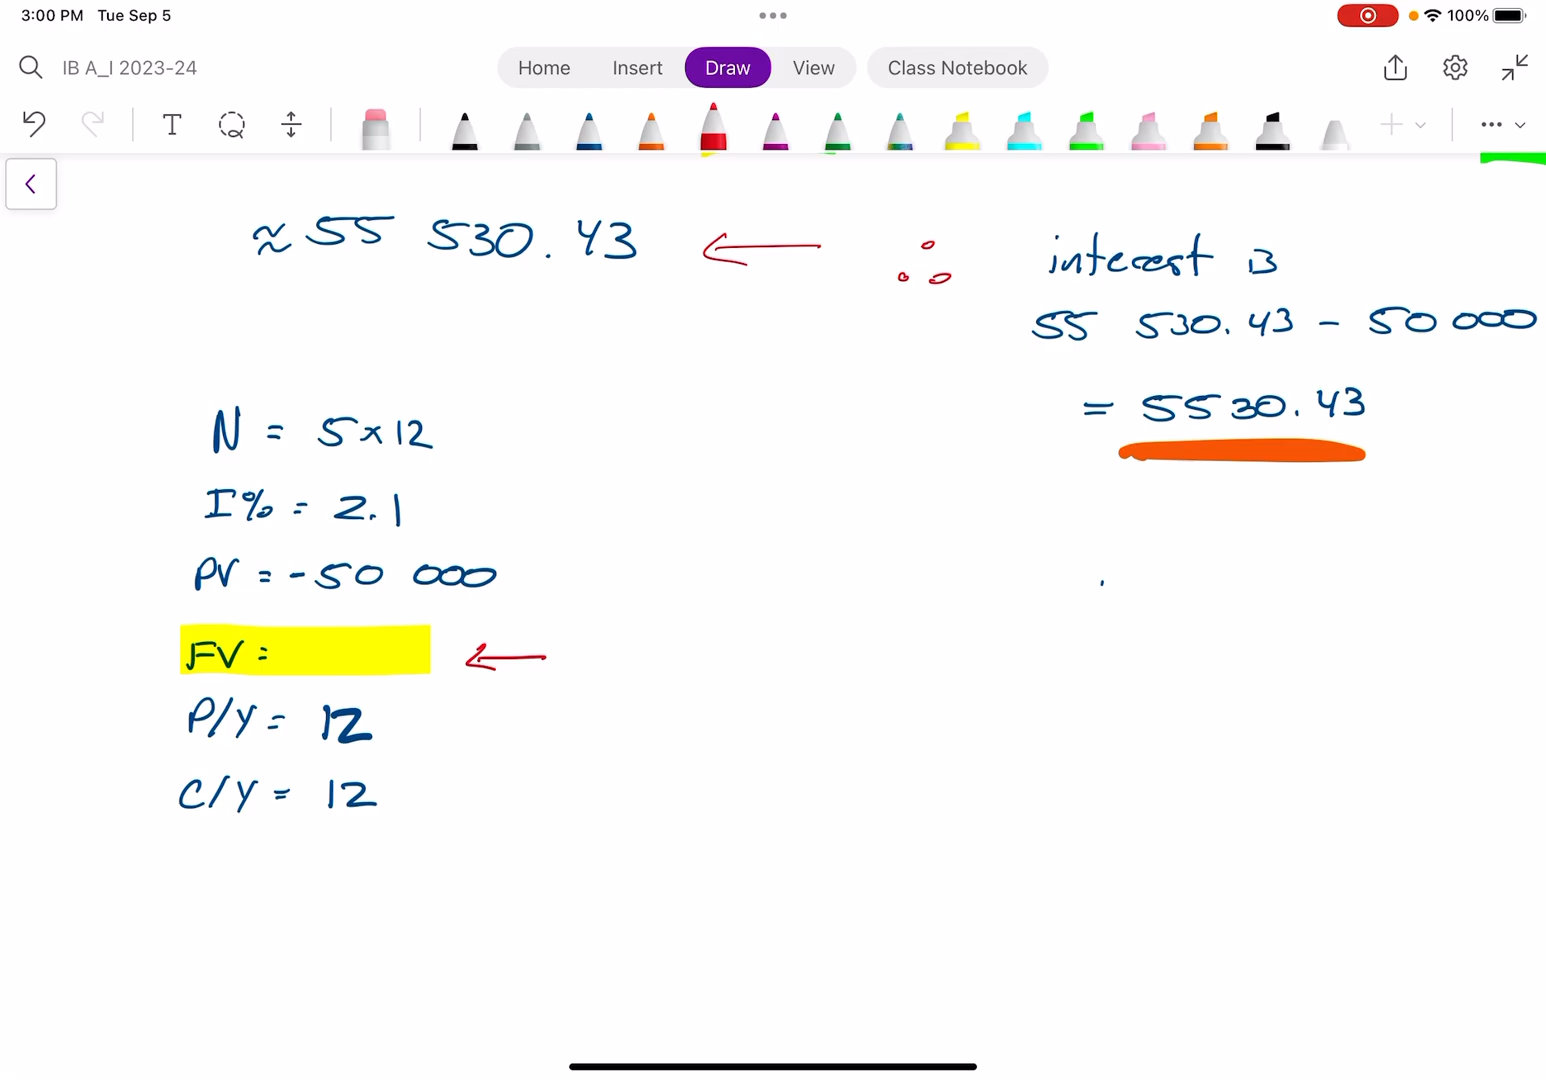 3:00 PM Tue Sep 5
100%
IB A_I 2023-24
Home Insert Draw View Class Notebook
T
≈ 55 530.43 ← ∴ interest is
55 530.43 - 50 000
= 5530.43
N = 5×12
I% = 2.1
PV = -50 000
FV = ←
P/Y = 12
C/Y = 12